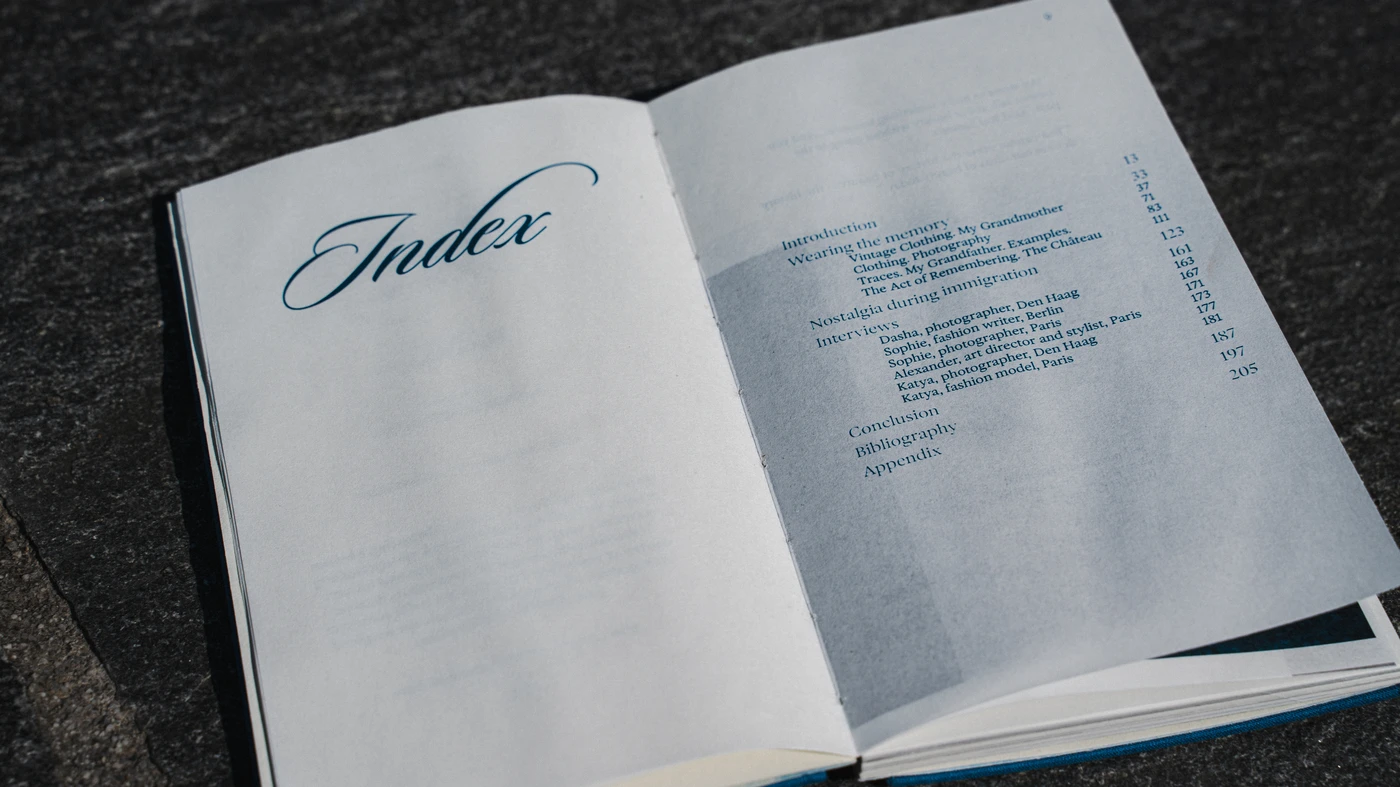 Index
Introduction 13
Wearing the memory 33
Vintage Clothing. My Grandmother 37
Clothing. Photography 71
Traces. My Grandfather. Examples. 83
The Act of Remembering. The Château 111
Nostalgia during immigration 123
Interviews 161
Dasha, photographer, Den Haag 163
Sophie, fashion writer, Berlin 167
Sophie, photographer, Paris 171
Alexander, art director and stylist, Paris 173
Katya, photographer, Den Haag 177
Katya, fashion model, Paris 181
Conclusion 187
Bibliography 197
Appendix 205